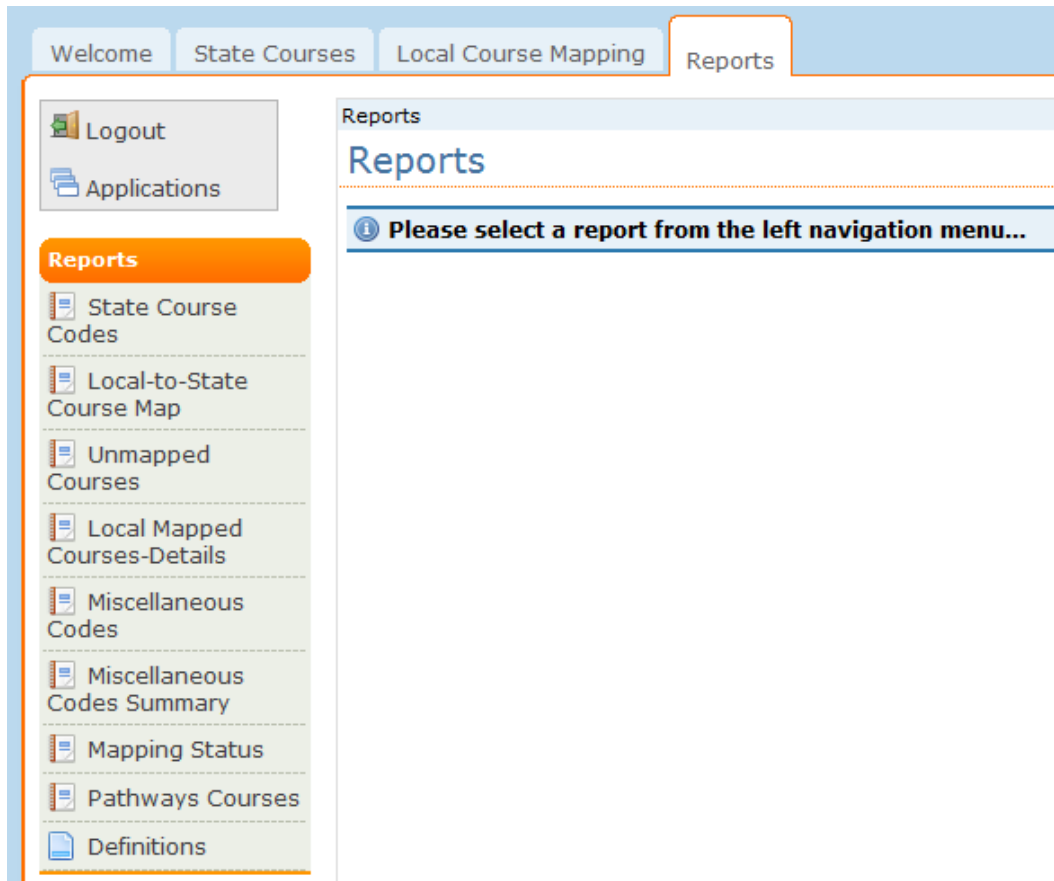 Welcome
State Courses
Local Course Mapping
Reports
Logout
Applications
Reports
State Course
Codes
Local-to-State
Course Map
Unmapped
Courses
Local Mapped
Courses-Details
Miscellaneous
Codes
Miscellaneous
Codes Summary
Mapping Status
Pathways Courses
Definitions
Reports
Reports
Please select a report from the left navigation menu...